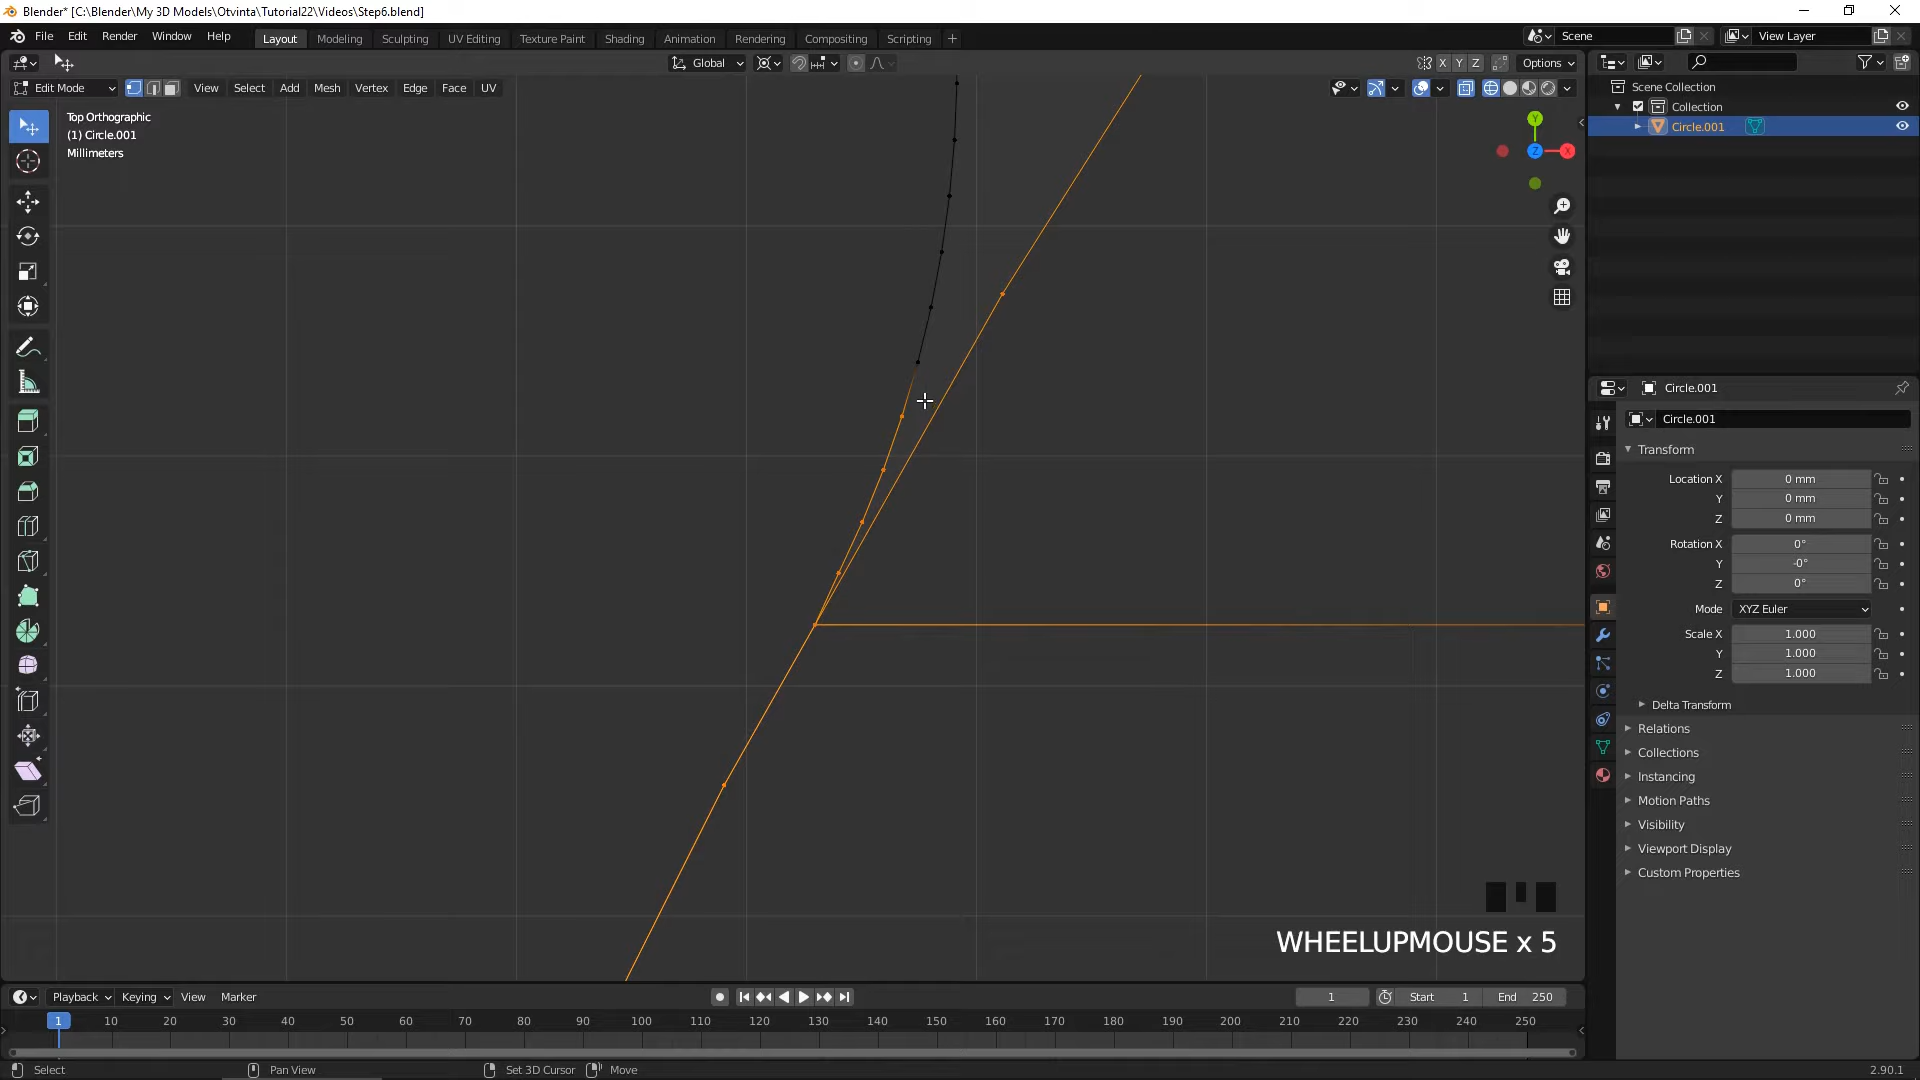 Blender* [C:\Blender\My 3D Models\Otvinta\Tutorial22\Videos\Step6.blend]
File Edit Render Window Help Layout Modeling Sculpting UV Editing Texture Paint Shading Animation Rendering Compositing Scripting + Scene View Layer
Global X Y Z Options
Edit Mode View Select Add Mesh Vertex Edge Face UV
Top Orthographic
(1) Circle.001
Millimeters
Y
Z X
Scene Collection
Collection
Circle.001
Circle.001
Circle.001
Transform
Location X 0 mm
Y 0 mm
Z 0 mm
Rotation X 0°
Y -0°
Z 0°
Mode XYZ Euler
Scale X 1.000
Y 1.000
Z 1.000
Delta Transform
Relations
Collections
Instancing
Motion Paths
Visibility
Viewport Display
Custom Properties
WHEELUPMOUSE x 5
Playback Keying View Marker 1 Start 1 End 250
1 10 20 30 40 50 60 70 80 90 100 110 120 130 140 150 160 170 180 190 200 210 220 230 240 250
Select Pan View Set 3D Cursor Move 2.90.1